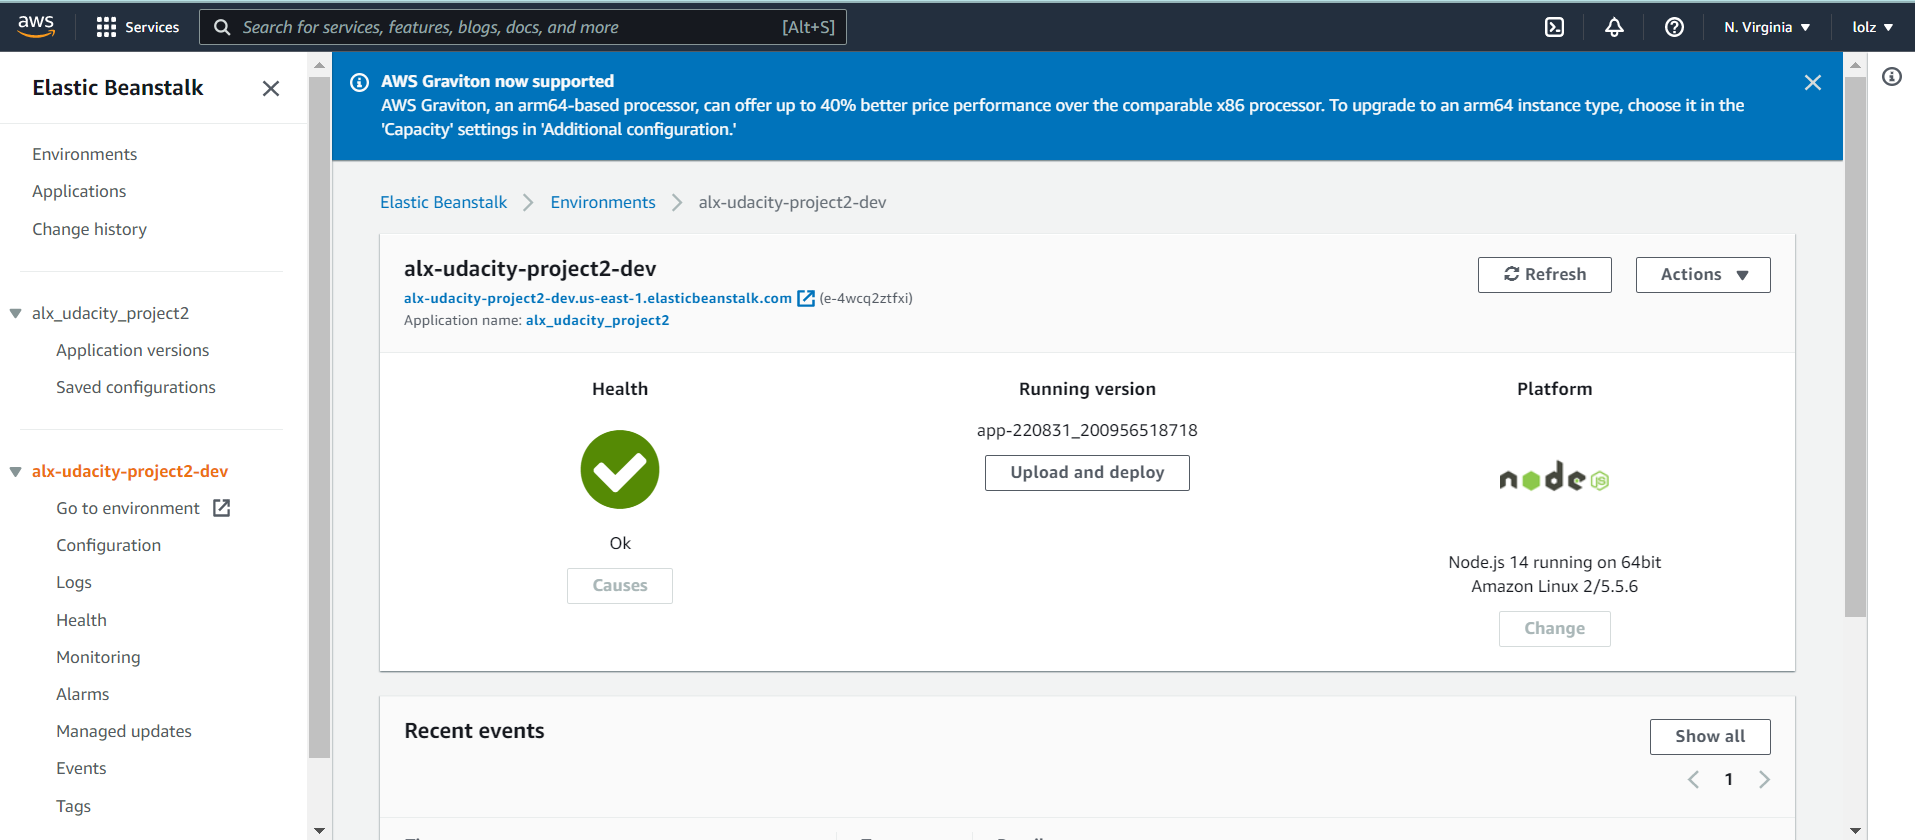 aws
Services
Search for services, features, blogs, docs, and more
[Alt+S]
N. Virginia
lolz
Elastic Beanstalk
Environments
Applications
Change history
alx_udacity_project2
Application versions
Saved configurations
alx-udacity-project2-dev
Go to environment
Configuration
Logs
Health
Monitoring
Alarms
Managed updates
Events
Tags
AWS Graviton now supported
AWS Graviton, an arm64-based processor, can offer up to 40% better price performance over the comparable x86 processor. To upgrade to an arm64 instance type, choose it in the
'Capacity' settings in 'Additional configuration.'
Elastic Beanstalk
Environments
alx-udacity-project2-dev
alx-udacity-project2-dev
alx-udacity-project2-dev.us-east-1.elasticbeanstalk.com (e-4wcq2ztfxi)
Application name: alx_udacity_project2
Refresh
Actions
Health
Ok
Causes
Running version
app-220831_200956518718
Upload and deploy
Platform
node JS
Node.js 14 running on 64bit
Amazon Linux 2/5.5.6
Change
Recent events
Show all
1